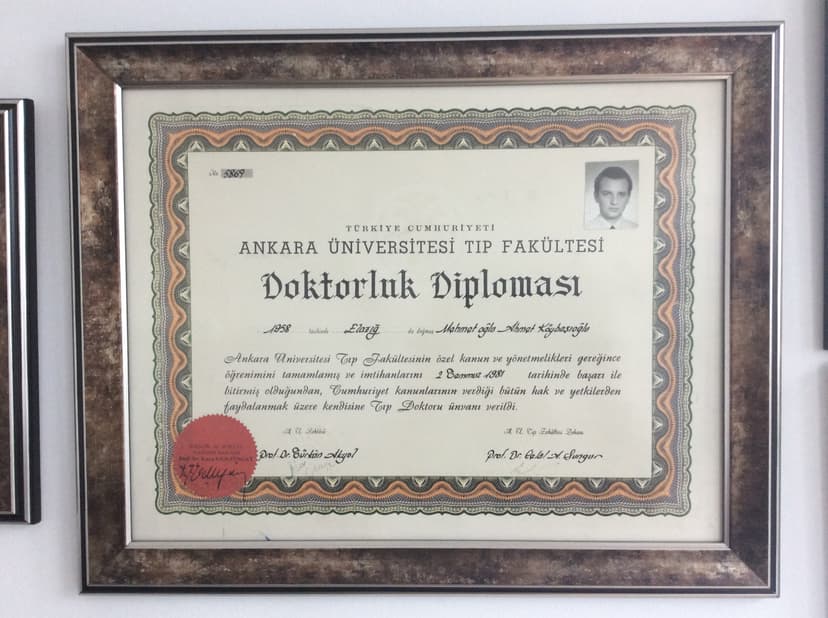 No 5869
TÜRKİYE CUMHURİYETİ
ANKARA ÜNİVERSİTESİ TIP FAKÜLTESİ
Doktorluk Diploması
1958 tarihinde Elazığ da doğmuş Mehmet oğlu Ahmet Köybaşıoğlu
Ankara Üniversitesi Tıp Fakültesinin özel kanun ve yönetmelikleri gereğince
öğrenimini tamamlamış ve imtihanlarını 2 Temmuz 1981 tarihinde başarı ile
bitirmiş olduğundan, Cumhuriyet kanunlarının verdiği bütün hak ve yetkilerden
faydalanmak üzere kendisine Tıp Doktoru ünvanı verildi.
A. Ü. Rektörü A. Ü. Tıp Fakültesi Dekanı
Prof. Dr. Türkân Akyol Prof. Dr. Celal A. Sungur